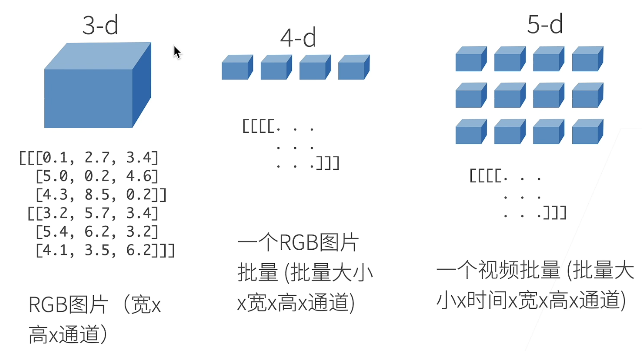 3-d
[[[0.1, 2.7, 3.4]
[5.0, 0.2, 4.6]
[4.3, 8.5, 0.2]]
[[3.2, 5.7, 3.4]
[5.4, 6.2, 3.2]
[4.1, 3.5, 6.2]]]
RGB图片（宽x
高x通道）
4-d
[[[[. . .
. . .
. . .]]]
一个RGB图片
批量 (批量大小
x宽x高x通道)
5-d
[[[[. . .
. . .
. . .]]]
一个视频批量 (批量大
小x时间x宽x高x通道)